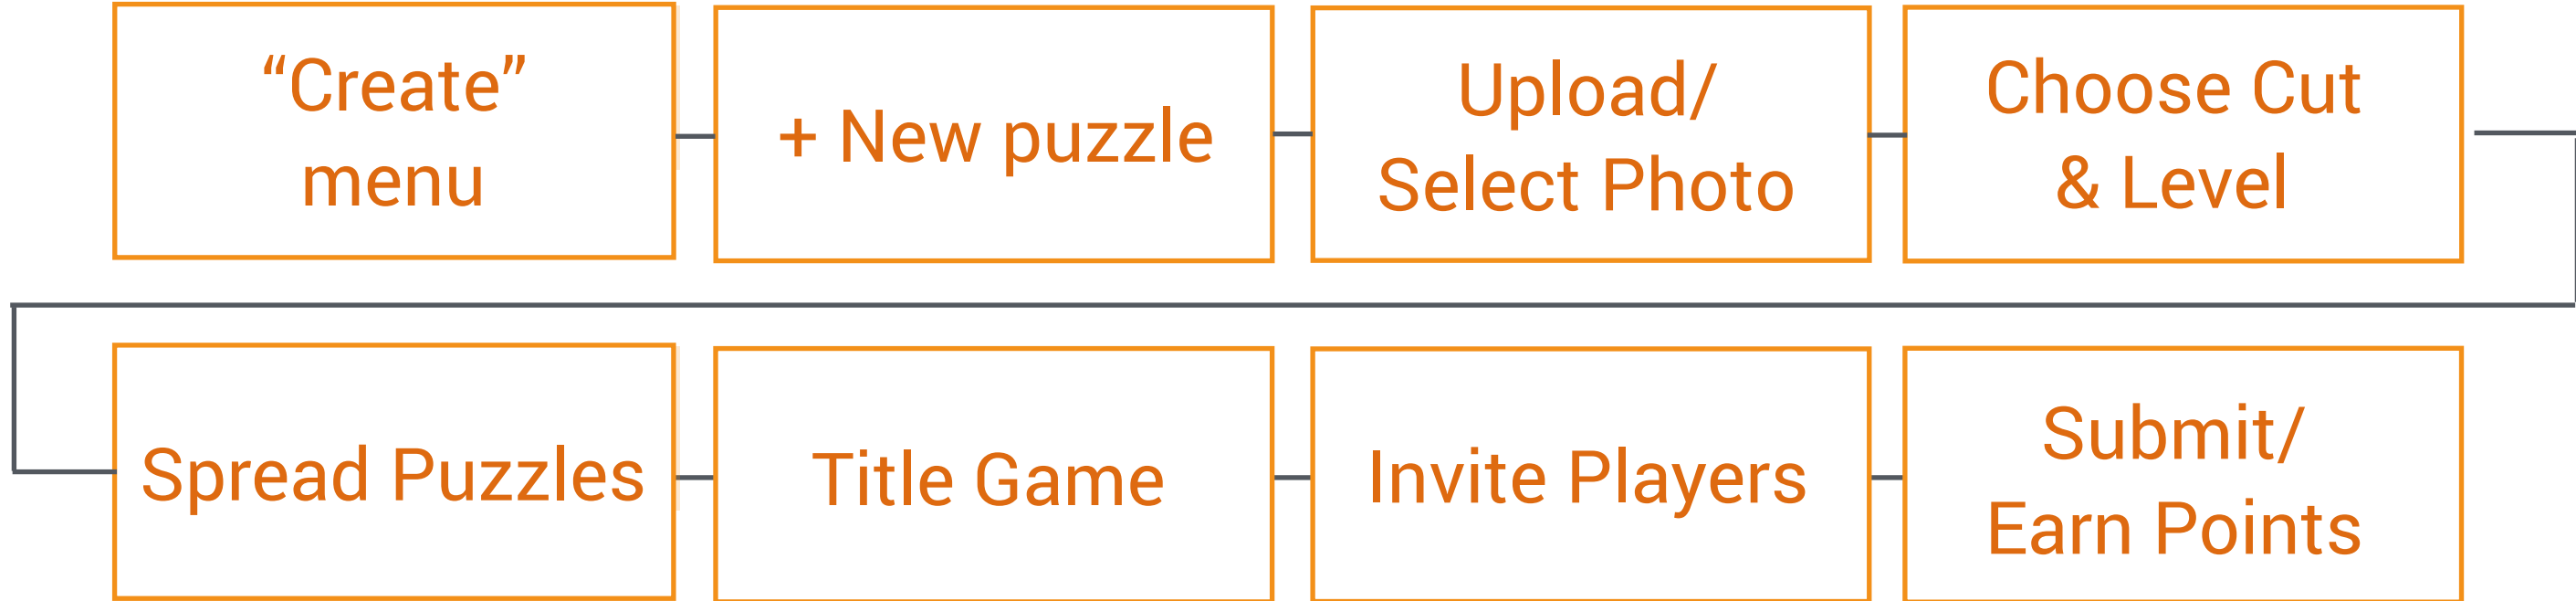 “Create”
menu
+ New puzzle
Upload/
Select Photo
Choose Cut
& Level
Spread Puzzles
Title Game
Invite Players
Submit/
Earn Points